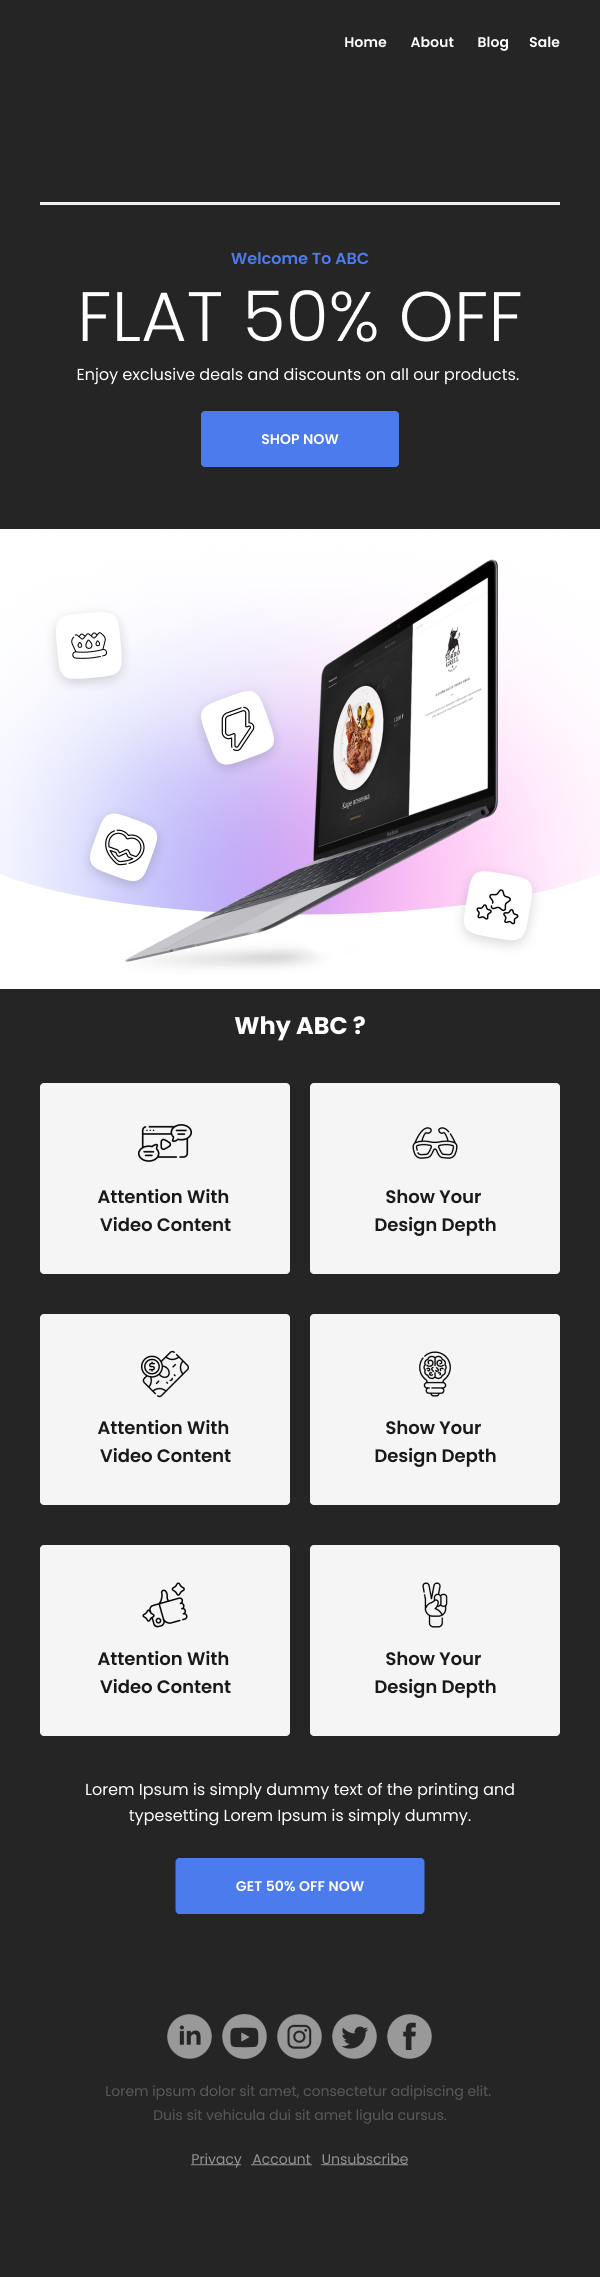 Home About Blog Sale
Welcome To ABC
FLAT 50% OFF
Enjoy exclusive deals and discounts on all our products.
SHOP NOW
Why ABC ?
Attention With
Video Content
Show Your
Design Depth
Attention With
Video Content
Show Your
Design Depth
Attention With
Video Content
Show Your
Design Depth
Lorem Ipsum is simply dummy text of the printing and
typesetting Lorem Ipsum is simply dummy.
GET 50% OFF NOW
Lorem ipsum dolor sit amet, consectetur adipiscing elit.
Duis sit vehicula dui sit amet ligula cursus.
Privacy Account Unsubscribe